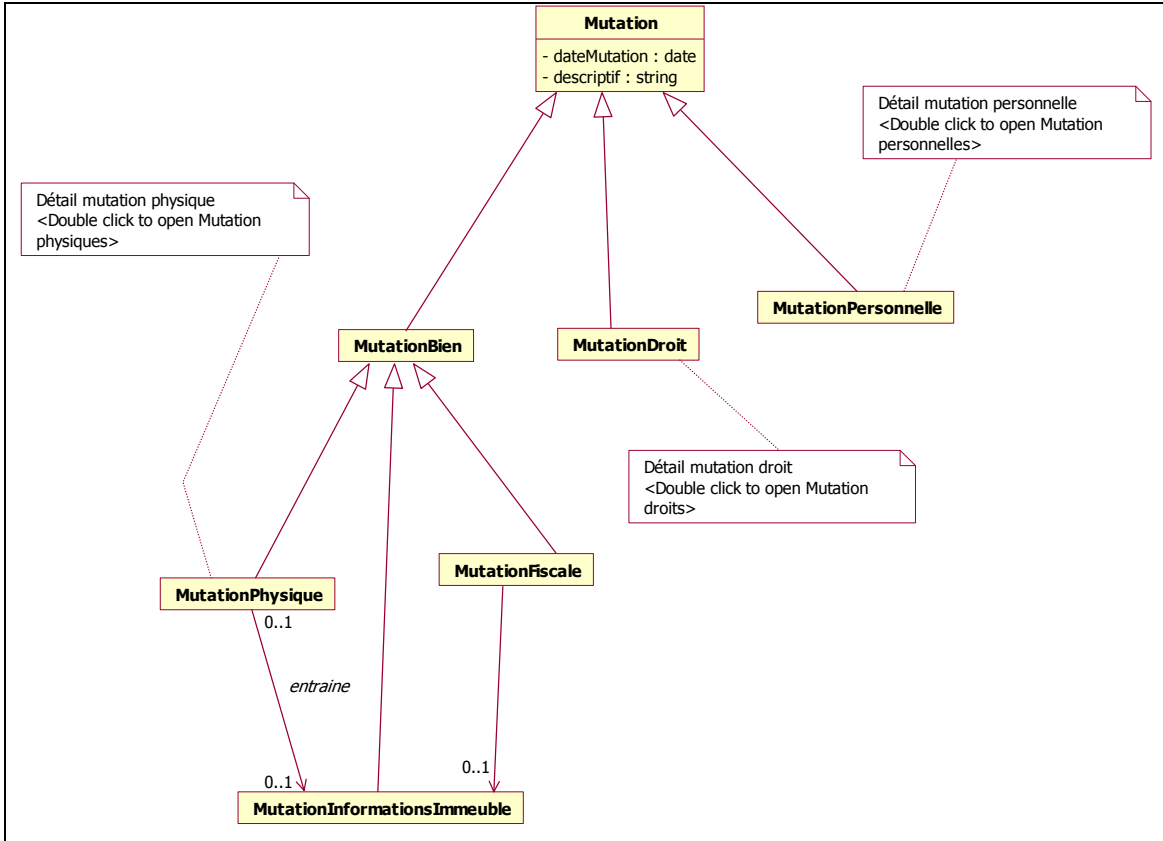 Mutation
- dateMutation : date
- descriptif : string
Détail mutation personnelle
<Double click to open Mutation
personnelles>
Détail mutation physique
<Double click to open Mutation
physiques>
MutationPersonnelle
MutationBien
MutationDroit
Détail mutation droit
<Double click to open Mutation
droits>
MutationFiscale
MutationPhysique
0..1
entraine
0..1
0..1
MutationInformationsImmeuble